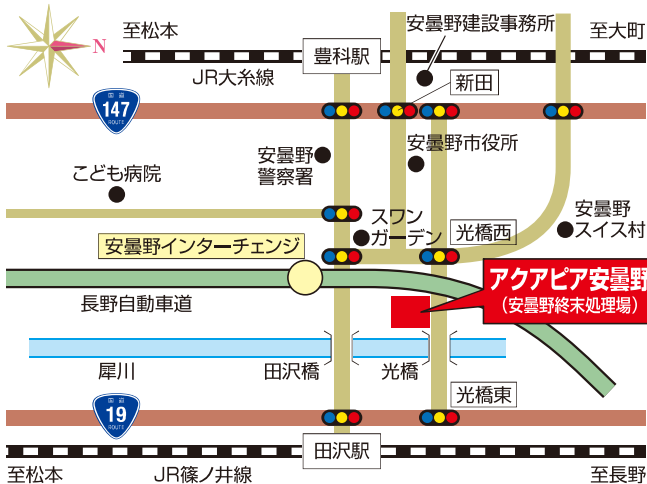 至松本
安曇野建設事務所
至大町
N
豊科駅
JR大糸線
新田
国道
147
ROUTE
安曇野
警察署
安曇野市役所
こども病院
スワン
ガーデン
光橋西
安曇野
スイス村
安曇野インターチェンジ
アクアピア安曇野
(安曇野終末処理場)
長野自動車道
犀川
田沢橋
光橋
光橋東
国道
19
ROUTE
田沢駅
至松本
JR篠ノ井線
至長野